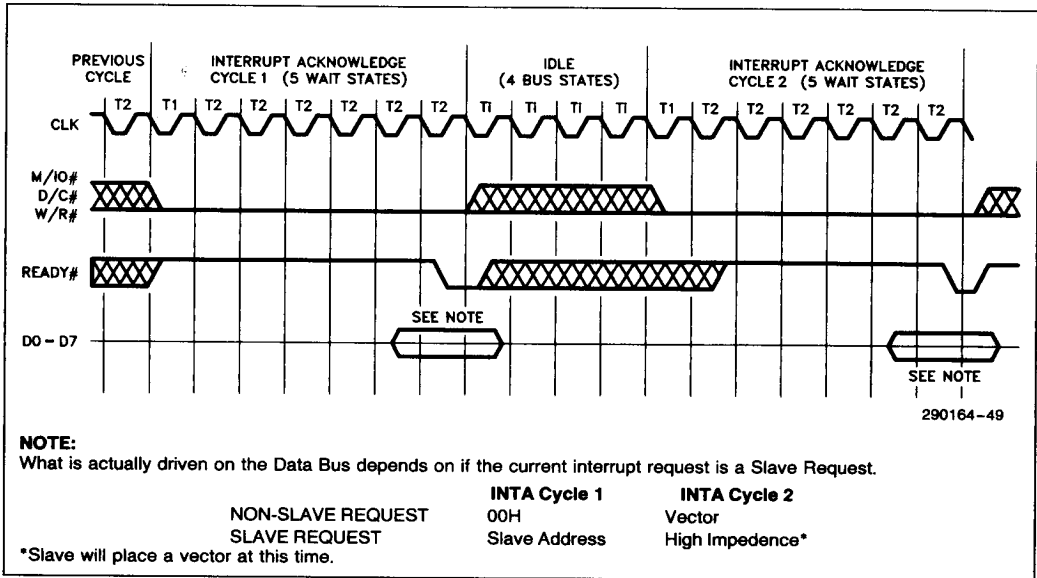 PREVIOUS CYCLE
INTERRUPT ACKNOWLEDGE CYCLE 1 (5 WAIT STATES)
IDLE (4 BUS STATES)
INTERRUPT ACKNOWLEDGE CYCLE 2 (5 WAIT STATES)
T2 T1 T2 T2 T2 T2 T2 T2 Ti Ti Ti Ti T1 T2 T2 T2 T2 T2 T2
CLK
M/IO#
D/C#
W/R#
READY#
SEE NOTE
D0 – D7
SEE NOTE
290164–49
NOTE:
What is actually driven on the Data Bus depends on if the current interrupt request is a Slave Request.
INTA Cycle 1 INTA Cycle 2
NON-SLAVE REQUEST 00H Vector
SLAVE REQUEST Slave Address High Impedence*
*Slave will place a vector at this time.